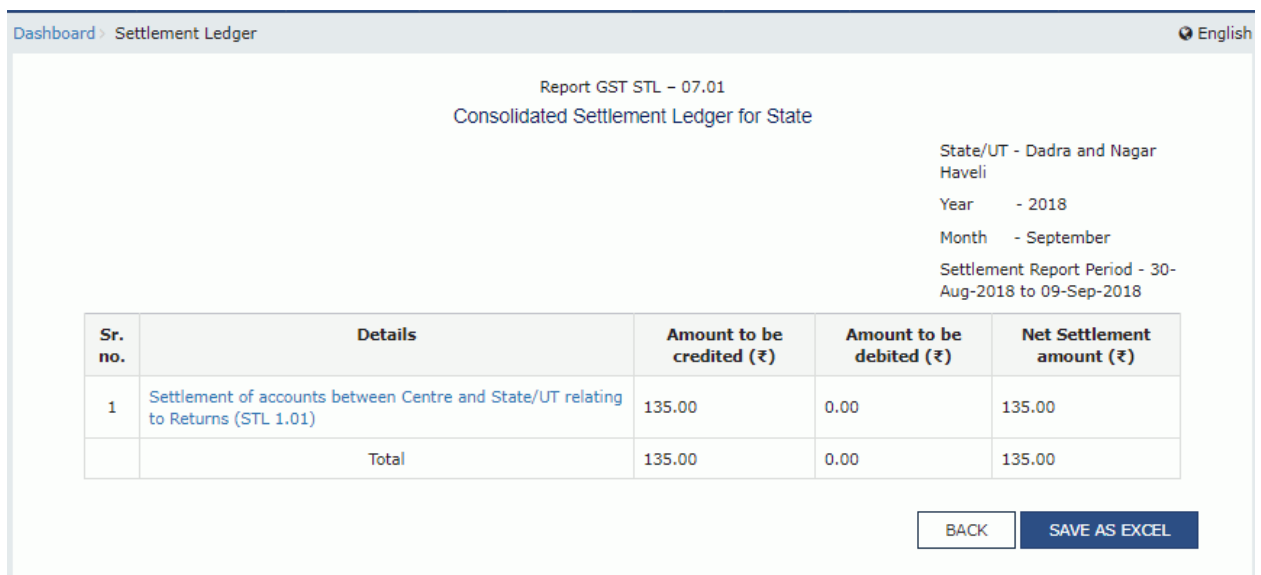 Dashboard > Settlement Ledger
English
Report GST STL – 07.01
Consolidated Settlement Ledger for State
State/UT - Dadra and Nagar
Haveli
Year - 2018
Month - September
Settlement Report Period - 30-
Aug-2018 to 09-Sep-2018
Sr. no. Details Amount to be credited (₹) Amount to be debited (₹) Net Settlement amount (₹)
1 Settlement of accounts between Centre and State/UT relating to Returns (STL 1.01) 135.00 0.00 135.00
Total 135.00 0.00 135.00
BACK SAVE AS EXCEL